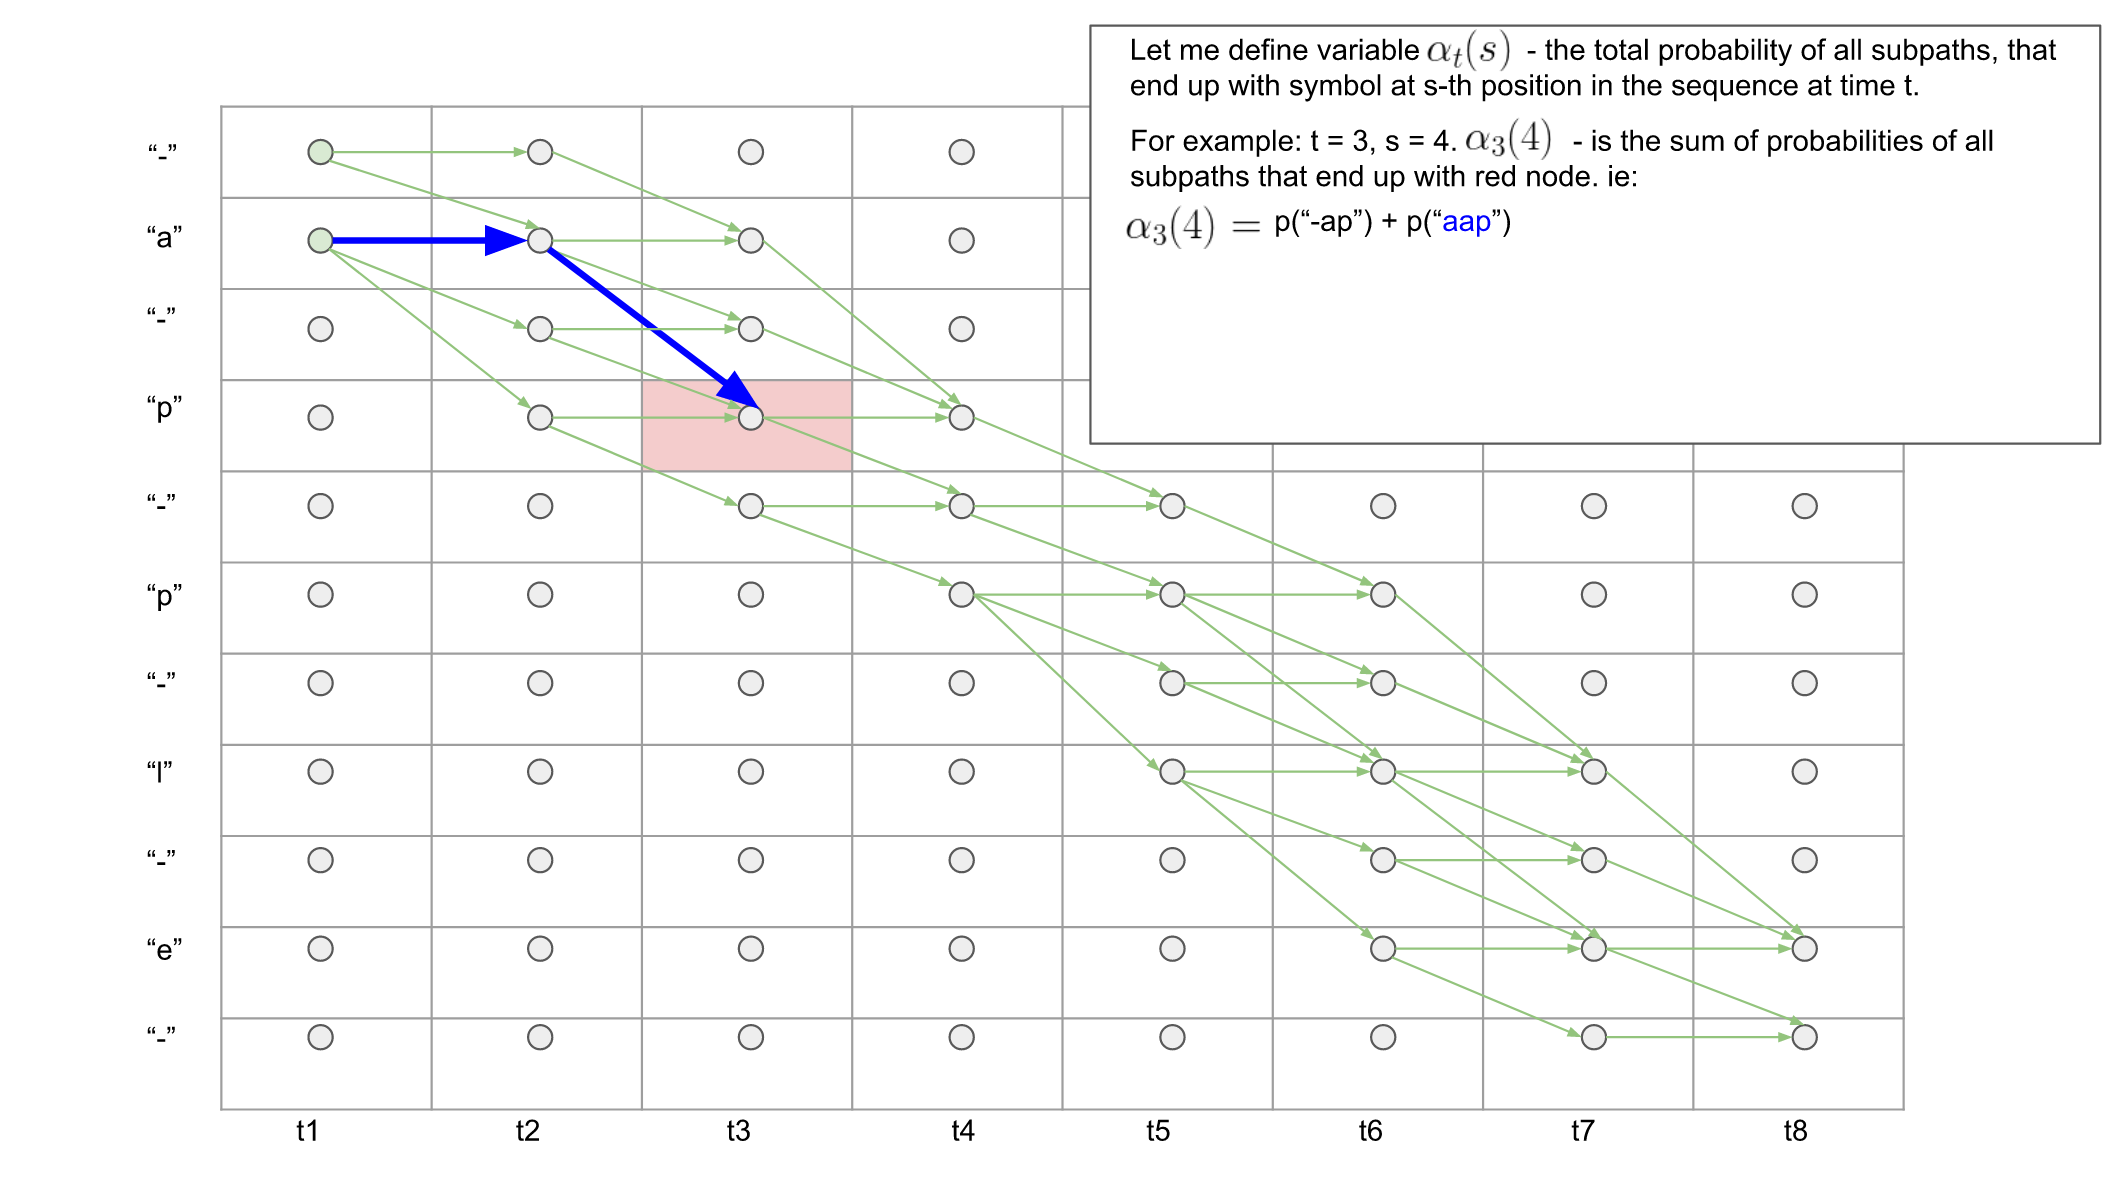 Let me define variable αₜ(s) - the total probability of all subpaths, that
end up with symbol at s-th position in the sequence at time t.
For example: t = 3, s = 4. α₃(4) - is the sum of probabilities of all
subpaths that end up with red node. ie:
α₃(4) = p(“-ap”) + p(“aap”)
“-”
“a”
“-”
“p”
“-”
“p”
“-”
“l”
“-”
“e”
“-”
t1 t2 t3 t4 t5 t6 t7 t8